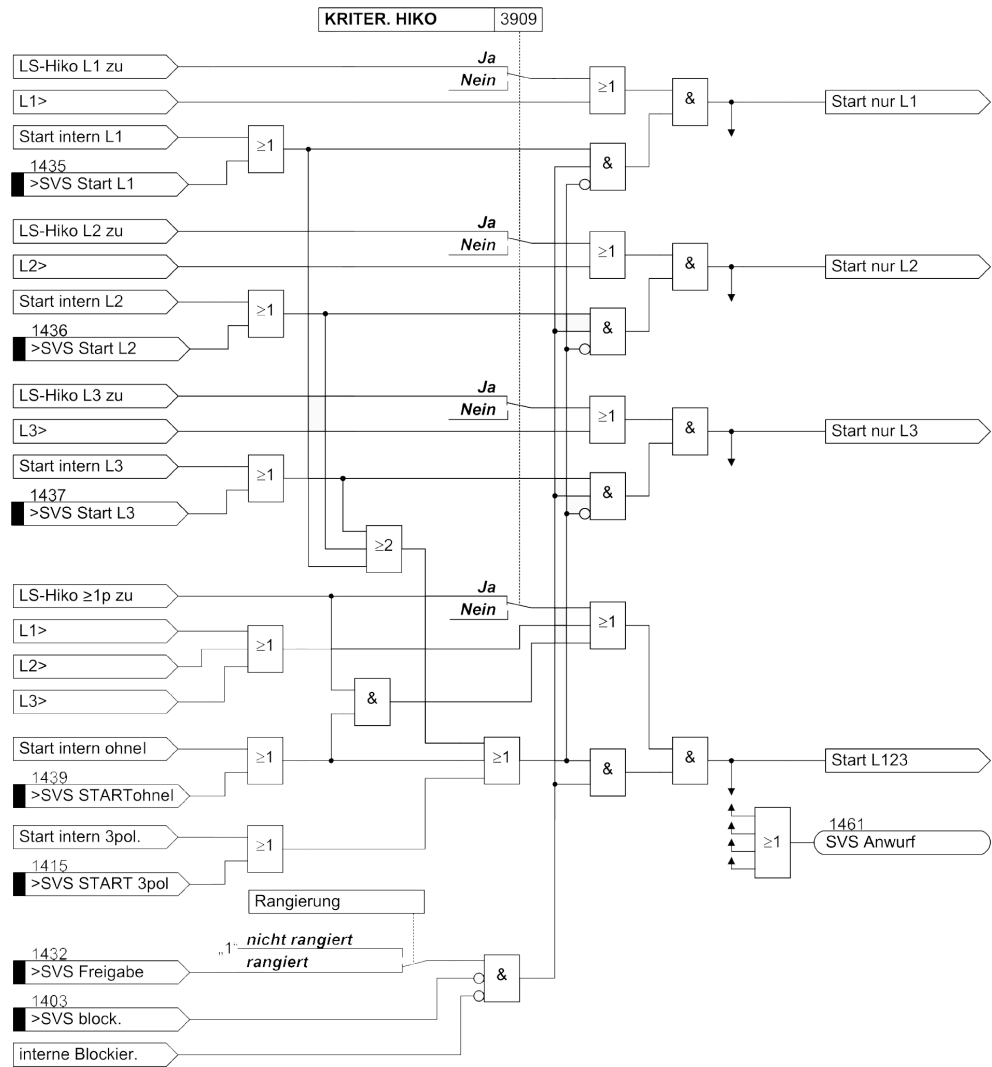 KRITER. HIKO 3909
LS-Hiko L1 zu
Ja
Nein
≥1
L1>
&
Start nur L1
Start intern L1
≥1
&
1435
>SVS Start L1
LS-Hiko L2 zu
Ja
Nein
≥1
L2>
&
Start nur L2
Start intern L2
≥1
&
1436
>SVS Start L2
LS-Hiko L3 zu
Ja
Nein
≥1
L3>
&
Start nur L3
Start intern L3
≥1
&
1437
>SVS Start L3
≥2
LS-Hiko ≥1p zu
Ja
Nein
≥1
L1>
≥1
L2>
L3>
&
Start intern ohneI
≥1
≥1
&
&
Start L123
1439
>SVS STARTohneI
Start intern 3pol.
≥1
≥1
1461
SVS Anwurf
1415
>SVS START 3pol
Rangierung
„1“ nicht rangiert
rangiert
1432
>SVS Freigabe
&
1403
>SVS block.
interne Blockier.